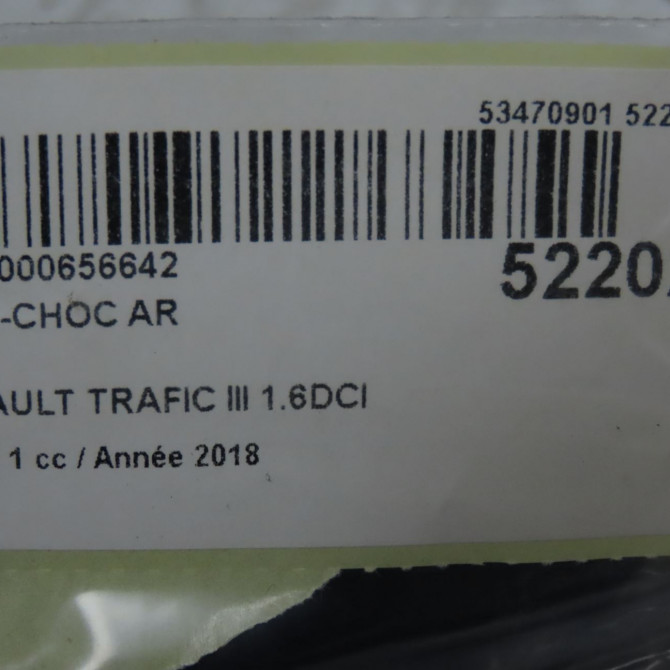 53470901 522
000656642
5220
-CHOC AR
AULT TRAFIC III 1.6DCI
1 cc / Année 2018